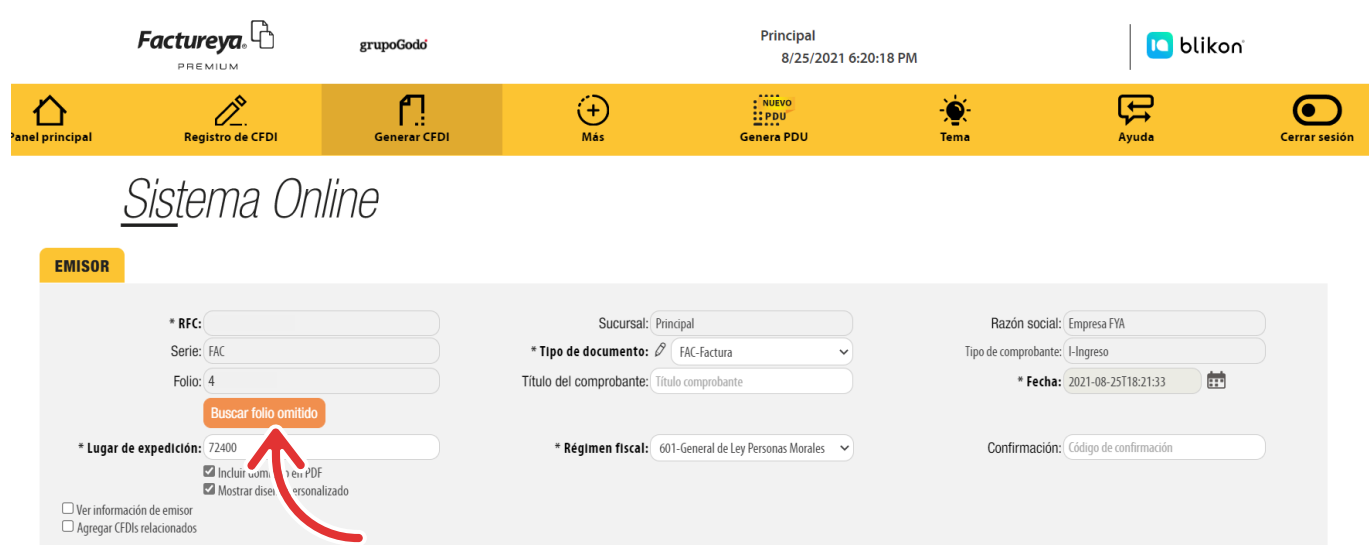 Factureya®
PREMIUM
grupoGodó
Principal
8/25/2021 6:20:18 PM
blikon
Panel principal
Registro de CFDI
Generar CFDI
Más
NUEVO
PDU
Genera PDU
Tema
Ayuda
Cerrar sesión
Sistema Online
EMISOR
* RFC:
Sucursal: Principal
Razón social: Empresa FYA
Serie: FAC
* Tipo de documento: FAC-Factura
Tipo de comprobante: I-Ingreso
Folio: 4
Título del comprobante: Título comprobante
* Fecha: 2021-08-25T18:21:33
Buscar folio omitido
* Lugar de expedición: 72400
* Régimen fiscal: 601-General de Ley Personas Morales
Confirmación: Código de confirmación
Incluir en PDF
Mostrar
Ver información de emisor
Agregar CFDIs relacionados